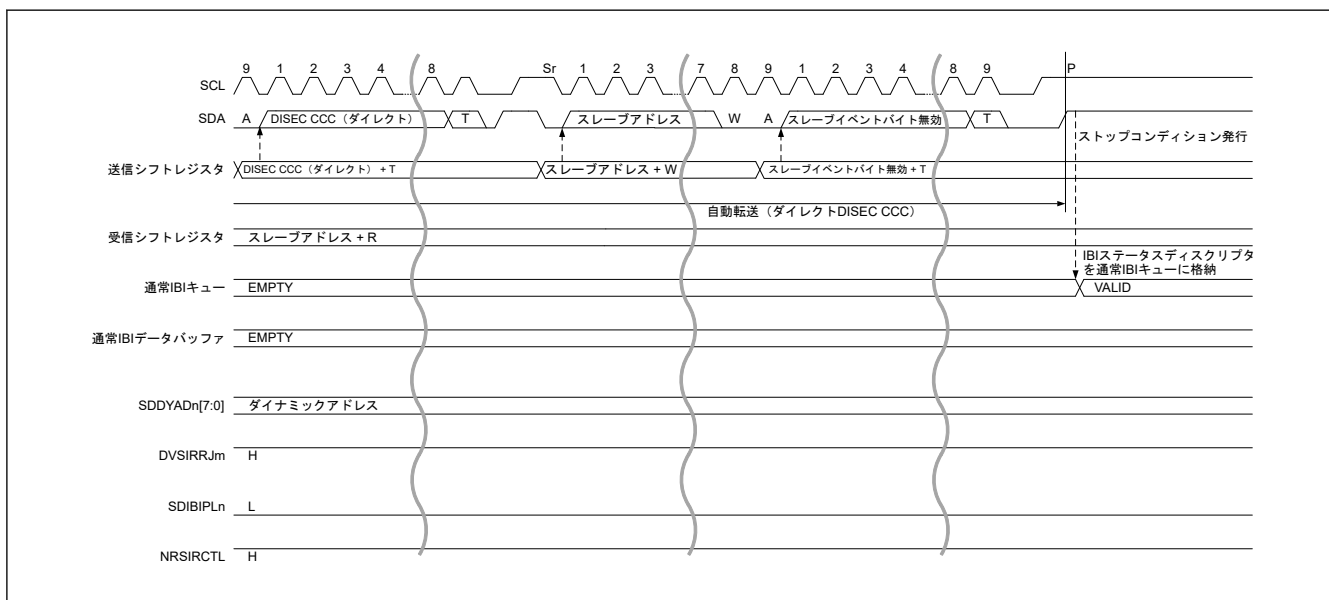 9 1 2 3 4 8 Sr 1 2 3 7 8 9 1 2 3 4 8 9 P
SCL
SDA A DISEC CCC（ダイレクト） T スレーブアドレス W A スレーブイベントバイト無効 T
ストップコンディション発行
送信シフトレジスタ DISEC CCC（ダイレクト）+ T スレーブアドレス + W スレーブイベントバイト無効 + T
自動転送（ダイレクトDISEC CCC）
受信シフトレジスタ スレーブアドレス + R
IBIステータスディスクリプタ
を通常IBIキューに格納
通常IBIキュー EMPTY VALID
通常IBIデータバッファ EMPTY
SDDYADn[7:0] ダイナミックアドレス
DVSIRRJm H
SDIBIPLn L
NRSIRCTL H